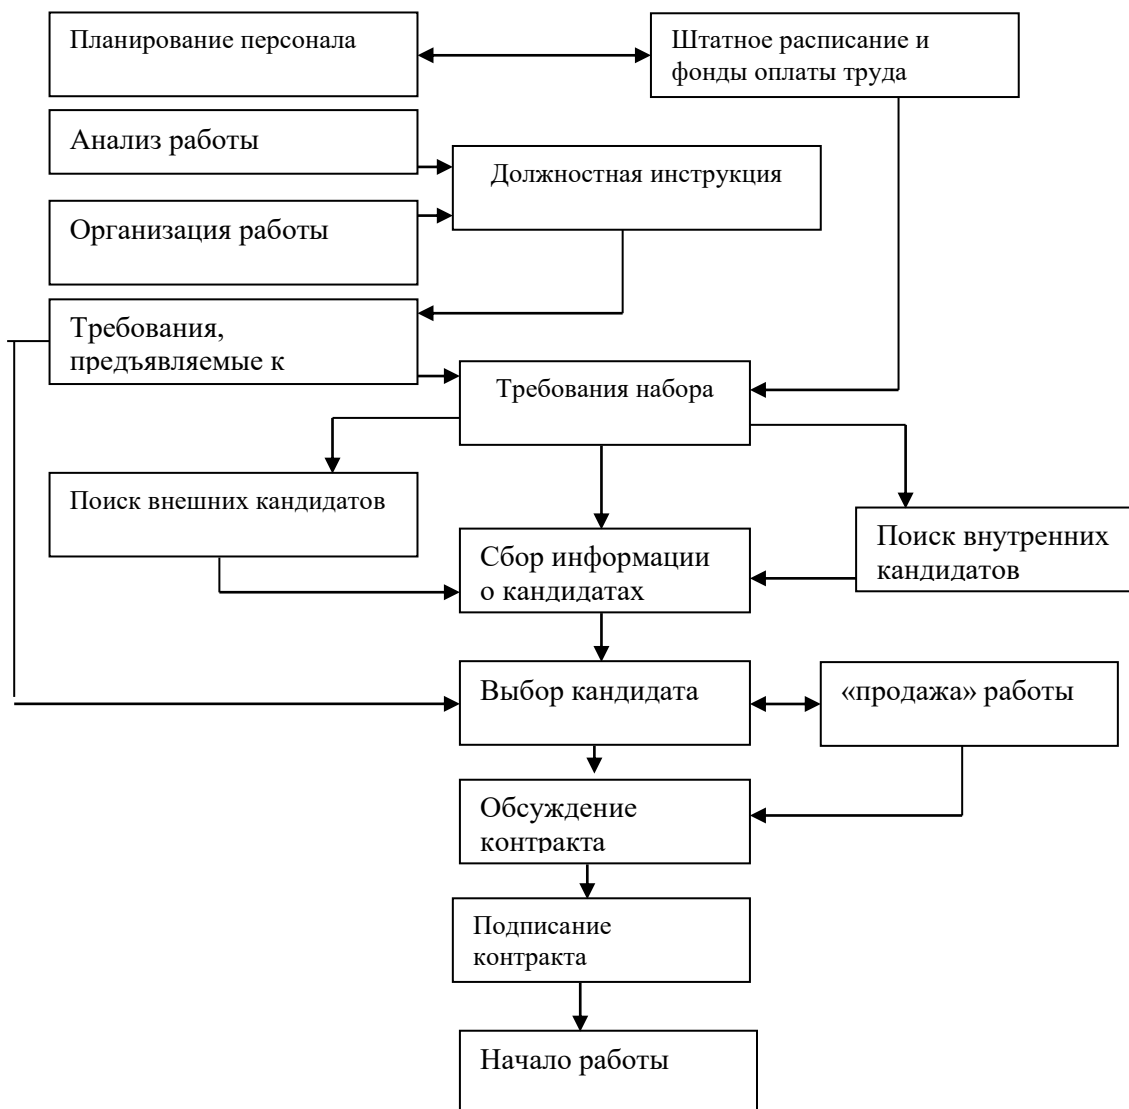 Планирование персонала
Штатное расписание и
фонды оплаты труда
Анализ работы
Должностная инструкция
Организация работы
Требования,
предъявляемые к
Требования набора
Поиск внешних кандидатов
Сбор информации
о кандидатах
Поиск внутренних
кандидатов
Выбор кандидата
«продажа» работы
Обсуждение
контракта
Подписание
контракта
Начало работы